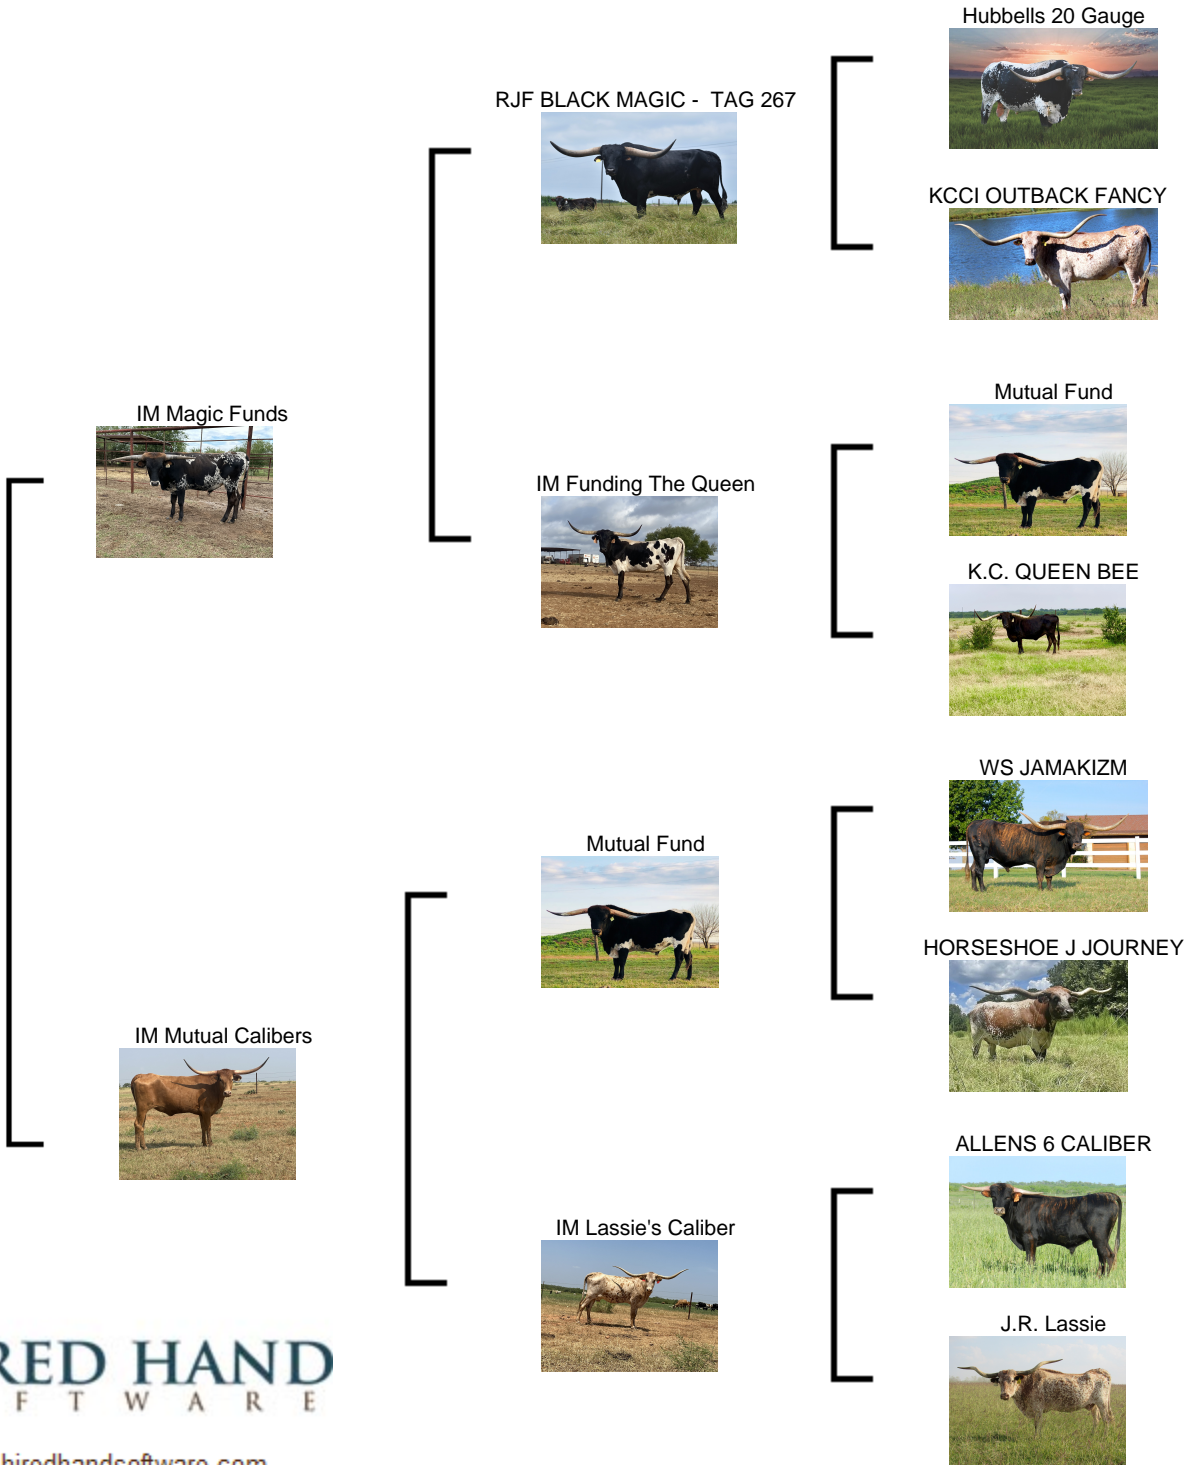 Hubbells 20 Gauge
RJF BLACK MAGIC - TAG 267
KCCI OUTBACK FANCY
Mutual Fund
IM Magic Funds
IM Funding The Queen
K.C. QUEEN BEE
WS JAMAKIZM
Mutual Fund
HORSESHOE J JOURNEY
IM Mutual Calibers
ALLENS 6 CALIBER
IM Lassie's Caliber
J.R. Lassie
RED HAND
F T W A R E
hiredhandsoftware.com